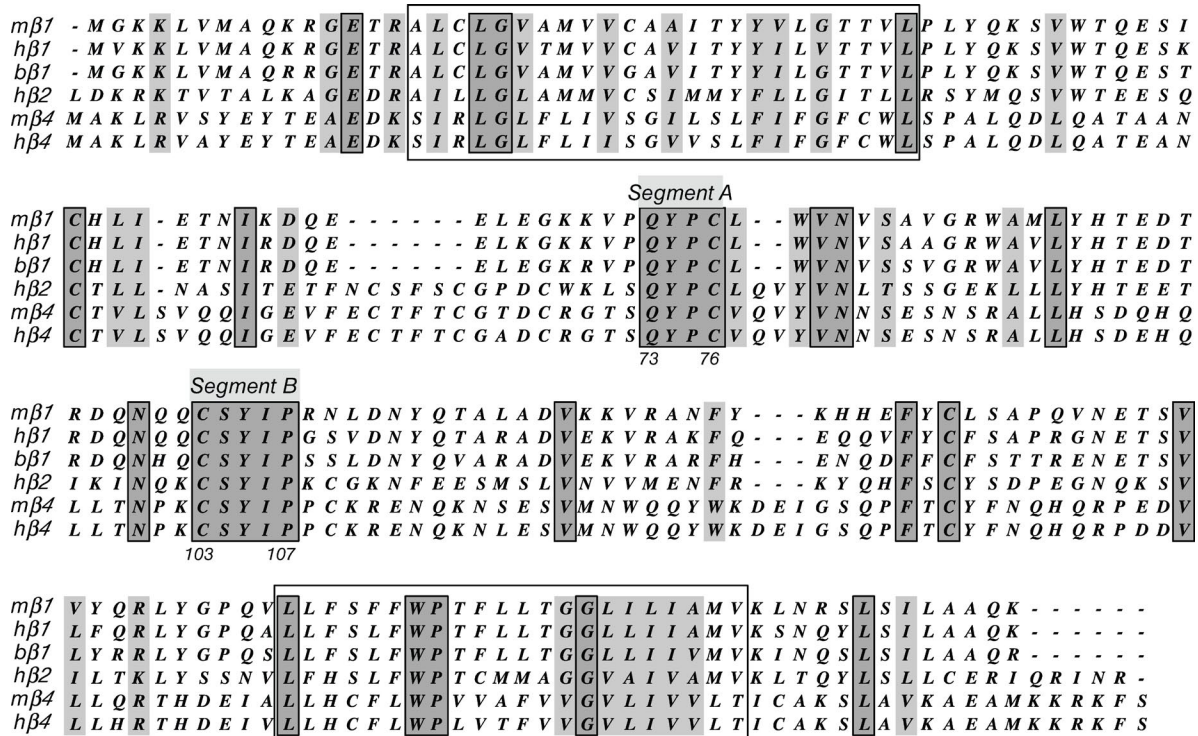 mβ1 - M G K K L V M A Q K R G E T R A L C L G V A M V V C A A I T Y Y V L G T T V L P L Y Q K S V W T Q E S I
hβ1 - M V K K L V M A Q K R G E T R A L C L G V T M V V C A V I T Y Y I L V T T V L P L Y Q K S V W T Q E S K
bβ1 - M G K K L V M A Q R R G E T R A L C L G V A M V V G A V I T Y Y I L G T T V L P L Y Q K S V W T Q E S T
hβ2 L D K R K T V T A L K A G E D R A I L L G L A M M V C S I M M Y F L L G I T L L R S Y M Q S V W T E E S Q
mβ4 M A K L R V S Y E Y T E A E D K S I R L G L F L I V S G I L S L F I F G F C W L S P A L Q D L Q A T A A N
hβ4 M A K L R V A Y E Y T E A E D K S I R L G L F L I I S G V V S L F I F G F C W L S P A L Q D L Q A T E A N
Segment A
mβ1 C H L I - E T N I K D Q E - - - - - - E L E G K K V P Q Y P C L - - W V N V S A V G R W A M L Y H T E D T
hβ1 C H L I - E T N I R D Q E - - - - - - E L K G K K V P Q Y P C L - - W V N V S A A G R W A V L Y H T E D T
bβ1 C H L I - E T N I R D Q E - - - - - - E L E G K R V P Q Y P C L - - W V N V S S V G R W A V L Y H T E D T
hβ2 C T L L - N A S I T E T F N C S F S C G P D C W K L S Q Y P C L Q V Y V N L T S S G E K L L L Y H T E E T
mβ4 C T V L S V Q Q I G E V F E C T F T C G T D C R G T S Q Y P C V Q V Y V N N S E S N S R A L L H S D Q H Q
hβ4 C T V L S V Q Q I G E V F E C T F T C G A D C R G T S Q Y P C V Q V Y V N N S E S N S R A L L H S D E H Q
73 76
Segment B
mβ1 R D Q N Q Q C S Y I P R N L D N Y Q T A L A D V K K V R A N F Y - - - K H H E F Y C L S A P Q V N E T S V
hβ1 R D Q N Q Q C S Y I P G S V D N Y Q T A R A D V E K V R A K F Q - - - E Q Q V F Y C F S A P R G N E T S V
bβ1 R D Q N H Q C S Y I P S S L D N Y Q V A R A D V E K V R A R F H - - - E N Q D F F C F S T T R E N E T S V
hβ2 I K I N Q K C S Y I P K C G K N F E E S M S L V N V V M E N F R - - - K Y Q H F S C Y S D P E G N Q K S V
mβ4 L L T N P K C S Y I P P C K R E N Q K N S E S V M N W Q Q Y W K D E I G S Q P F T C Y F N Q H Q R P E D V
hβ4 L L T N P K C S Y I P P C K R E N Q K N L E S V M N W Q Q Y W K D E I G S Q P F T C Y F N Q H Q R P D D V
103 107
mβ1 V Y Q R L Y G P Q V L L F S F F W P T F L L T G G L I L I A M V K L N R S L S I L A A Q K - - - - - -
hβ1 L F Q R L Y G P Q A L L F S L F W P T F L L T G G L L I I A M V K S N Q Y L S I L A A Q K - - - - - -
bβ1 L Y R R L Y G P Q S L L F S L F W P T F L L T G G L L I I V M V K I N Q S L S I L A A Q R - - - - - -
hβ2 I L T K L Y S S N V L F H S L F W P T C M M A G G V A I V A M V K L T Q Y L S L L C E R I Q R I N R -
mβ4 L L Q R T H D E I A L L H C F L W P V V A F V V G V L I V V L T I C A K S L A V K A E A M K K R K F S
hβ4 L L H R T H D E I V L L H C F L W P L V T F V V G V L I V V L T I C A K S L A V K A E A M K K R K F S